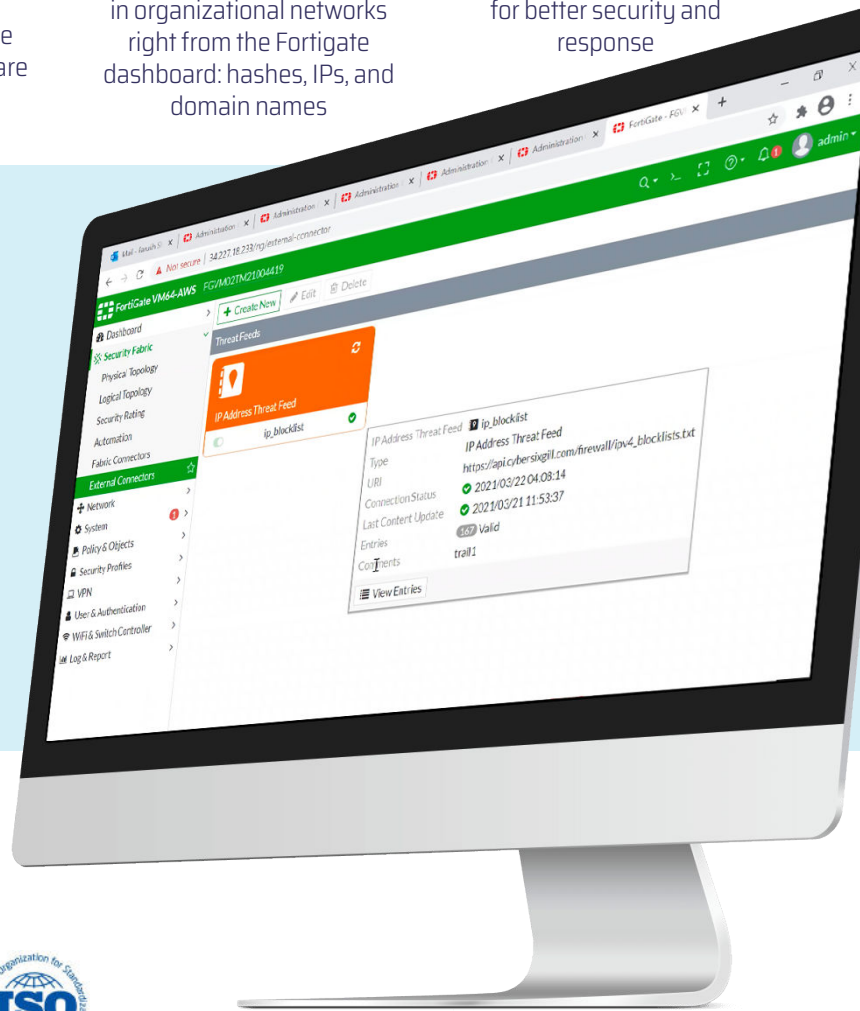 e
are
in organizational networks
right from the Fortigate
dashboard: hashes, IPs, and
domain names
for better security and
response
Administration
Administration
Administration
Administration
Administration
FortiGate - FGV
Not secure | 34.227.18.233/ng/external-connector
FortiGate VM64-AWS FGVM02TM21004419
admin
Dashboard
Security Fabric
Physical Topology
Logical Topology
Security Rating
Automation
Fabric Connectors
External Connectors
Network
System 1
Policy & Objects
Security Profiles
VPN
User & Authentication
WiFi & Switch Controller
Log & Report
+ Create New Edit Delete
Threat Feeds
IP Address Threat Feed
ip_blocklist
IP Address Threat Feed ip_blocklist
Type IP Address Threat Feed
URI https://api.cybersixgill.com/firewall/ipv4_blocklists.txt
Connection Status 2021/03/22 04:08:14
Last Content Update 2021/03/21 11:53:37
Entries 167 Valid
Comments trail1
View Entries
Organization for
ISO